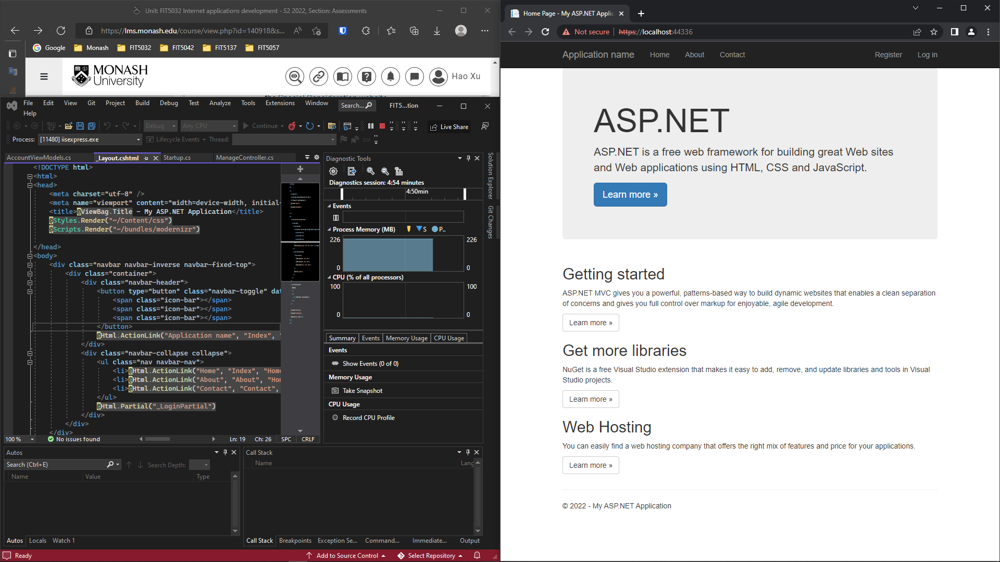 Unit: FIT5032 Internet applications development - S2 2022, Section: Assessments
https://lms.monash.edu/course/view.php?id=140918&s...
Google Monash FIT5032 FIT5042 FIT5137 FIT5057
MONASH University
Hao Xu
File Edit View Git Project Build Debug Test Analyze Tools Extensions Window Search... FIT5...tion
Help
Debug Any CPU Continue Live Share
Process: [11480] iisexpress.exe Lifecycle Events Thread:
AccountViewModels.cs _Layout.cshtml Startup.cs ManageController.cs
<!DOCTYPE html>
<html>
<head>
<meta charset="utf-8" />
<meta name="viewport" content="width=device-width, initial-
<title>@ViewBag.Title - My ASP.NET Application</title>
@Styles.Render("~/Content/css")
@Scripts.Render("~/bundles/modernizr")
</head>
<body>
<div class="navbar navbar-inverse navbar-fixed-top">
<div class="container">
<div class="navbar-header">
<button type="button" class="navbar-toggle" dat
<span class="icon-bar"></span>
<span class="icon-bar"></span>
<span class="icon-bar"></span>
</button>
@Html.ActionLink("Application name", "Index", "
</div>
<div class="navbar-collapse collapse">
<ul class="nav navbar-nav">
<li>@Html.ActionLink("Home", "Index", "Home
<li>@Html.ActionLink("About", "About", "Hom
<li>@Html.ActionLink("Contact", "Contact",
</ul>
@Html.Partial("_LoginPartial")
</div>
</div>
</div>
100 % No issues found Ln: 19 Ch: 26 SPC CRLF
Diagnostic Tools
Diagnostics session: 4:54 minutes
4:50min
Events
Process Memory (MB) S P..
226 226
0 0
CPU (% of all processors)
100 100
0 0
Summary Events Memory Usage CPU Usage
Events
Show Events (0 of 0)
Memory Usage
Take Snapshot
CPU Usage
Record CPU Profile
Solution Explorer
Git Changes
Autos
Search (Ctrl+E) Search Depth:
Name Value Type
Autos Locals Watch 1
Call Stack
Name Lang
Call Stack Breakpoints Exception Se... Command... Immediate... Output
Ready Add to Source Control Select Repository
Home Page - My ASP.NET Applic
Not secure https://localhost:44336
Application name Home About Contact Register Log in
ASP.NET
ASP.NET is a free web framework for building great Web sites
and Web applications using HTML, CSS and JavaScript.
Learn more »
Getting started
ASP.NET MVC gives you a powerful, patterns-based way to build dynamic websites that enables a clean separation
of concerns and gives you full control over markup for enjoyable, agile development.
Learn more »
Get more libraries
NuGet is a free Visual Studio extension that makes it easy to add, remove, and update libraries and tools in Visual
Studio projects.
Learn more »
Web Hosting
You can easily find a web hosting company that offers the right mix of features and price for your applications.
Learn more »
© 2022 - My ASP.NET Application